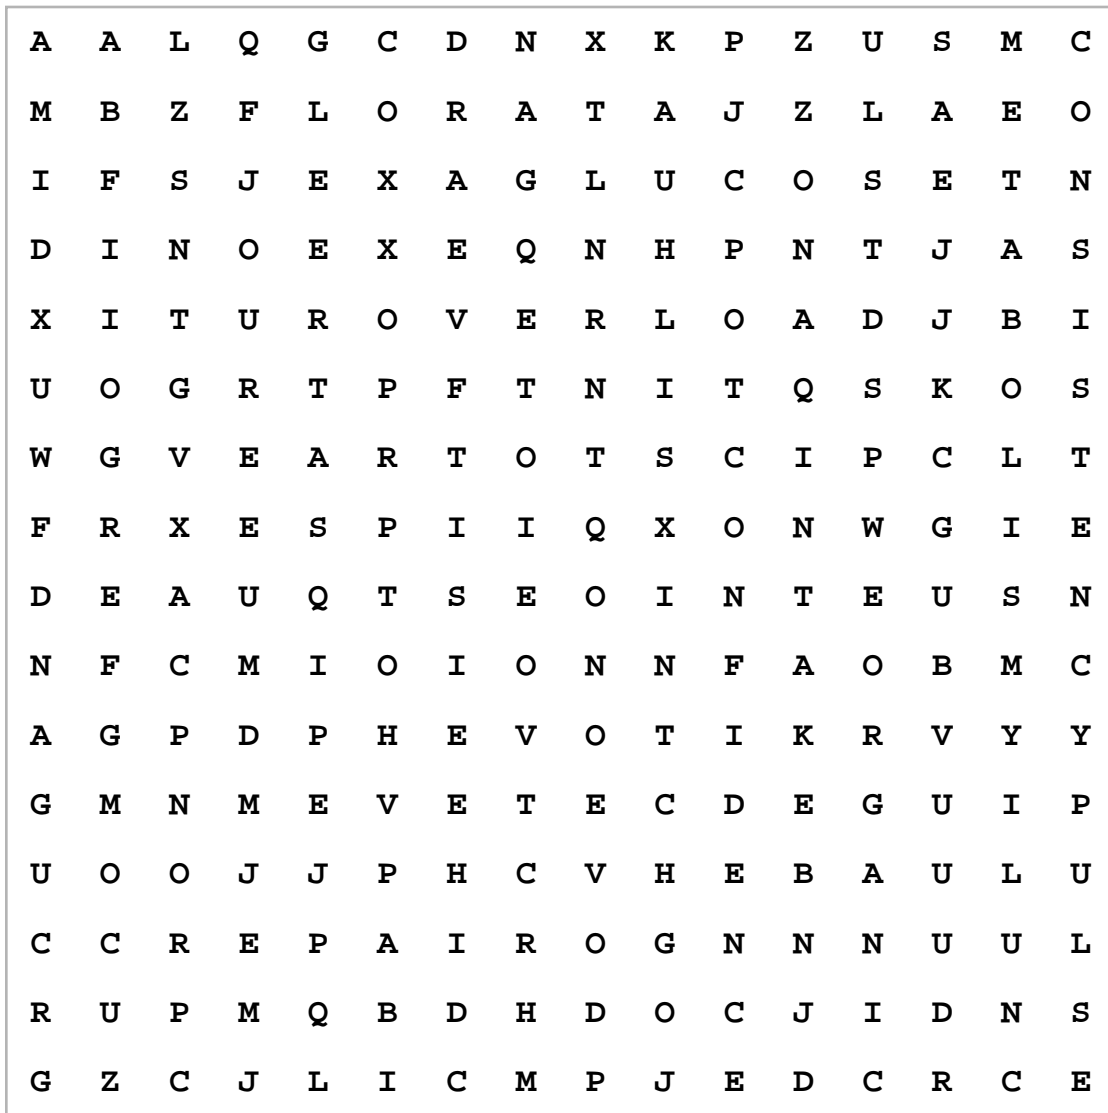 A A L Q G C D N X K P Z U S M C
M B Z F L O R A T A J Z L A E O
I F S J E X A G L U C O S E T N
D I N O E X E Q N H P N T J A S
X I T U R O V E R L O A D J B I
U O G R T P F T N I T Q S K O S
W G V E A R T O T S C I P C L T
F R X E S P I I Q X O N W G I E
D E A U Q T S E O I N T E U S N
N F C M I O I O N N F A O B M C
A G P D P H E V O T I K R V Y Y
G M N M E V E T E C D E G U I P
U O O J J P H C V H E B A U L U
C C R E P A I R O G N N N U U L
R U P M Q B D H D O C J I D N S
G Z C J L I C M P J E D C R C E